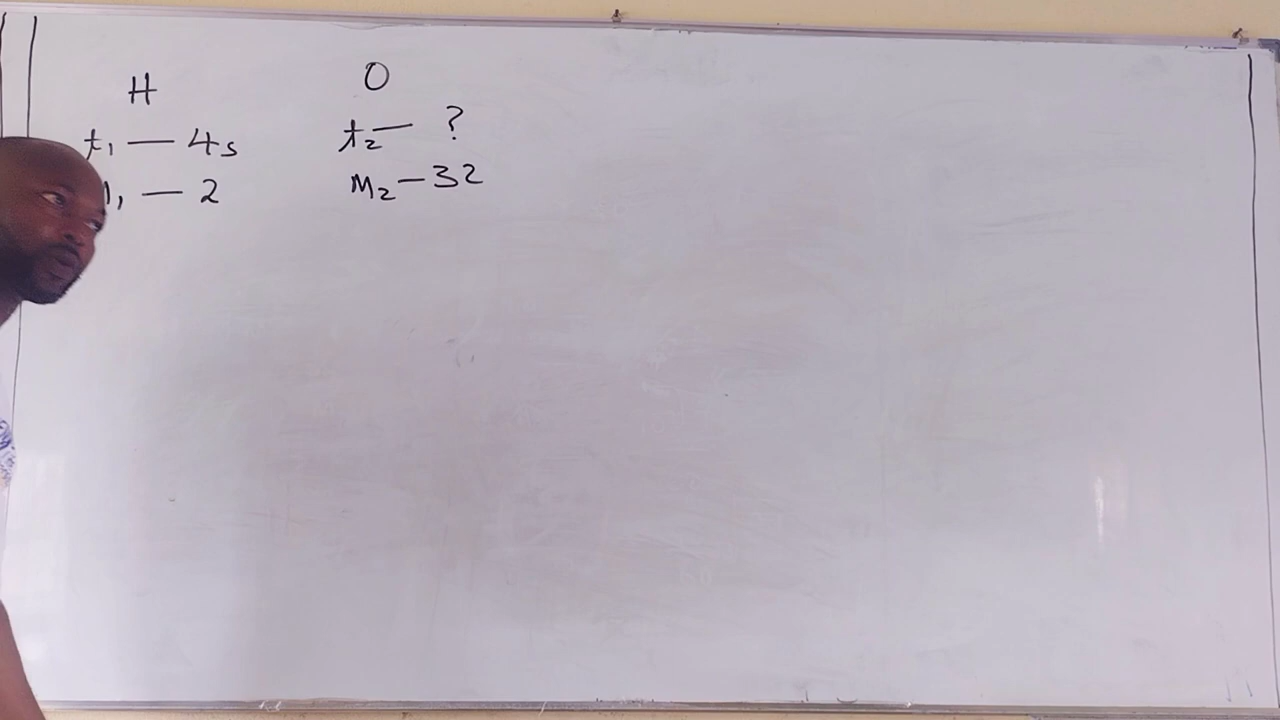 H O
t₁ — 4s t₂ — ?
₁ — 2 M₂ — 32